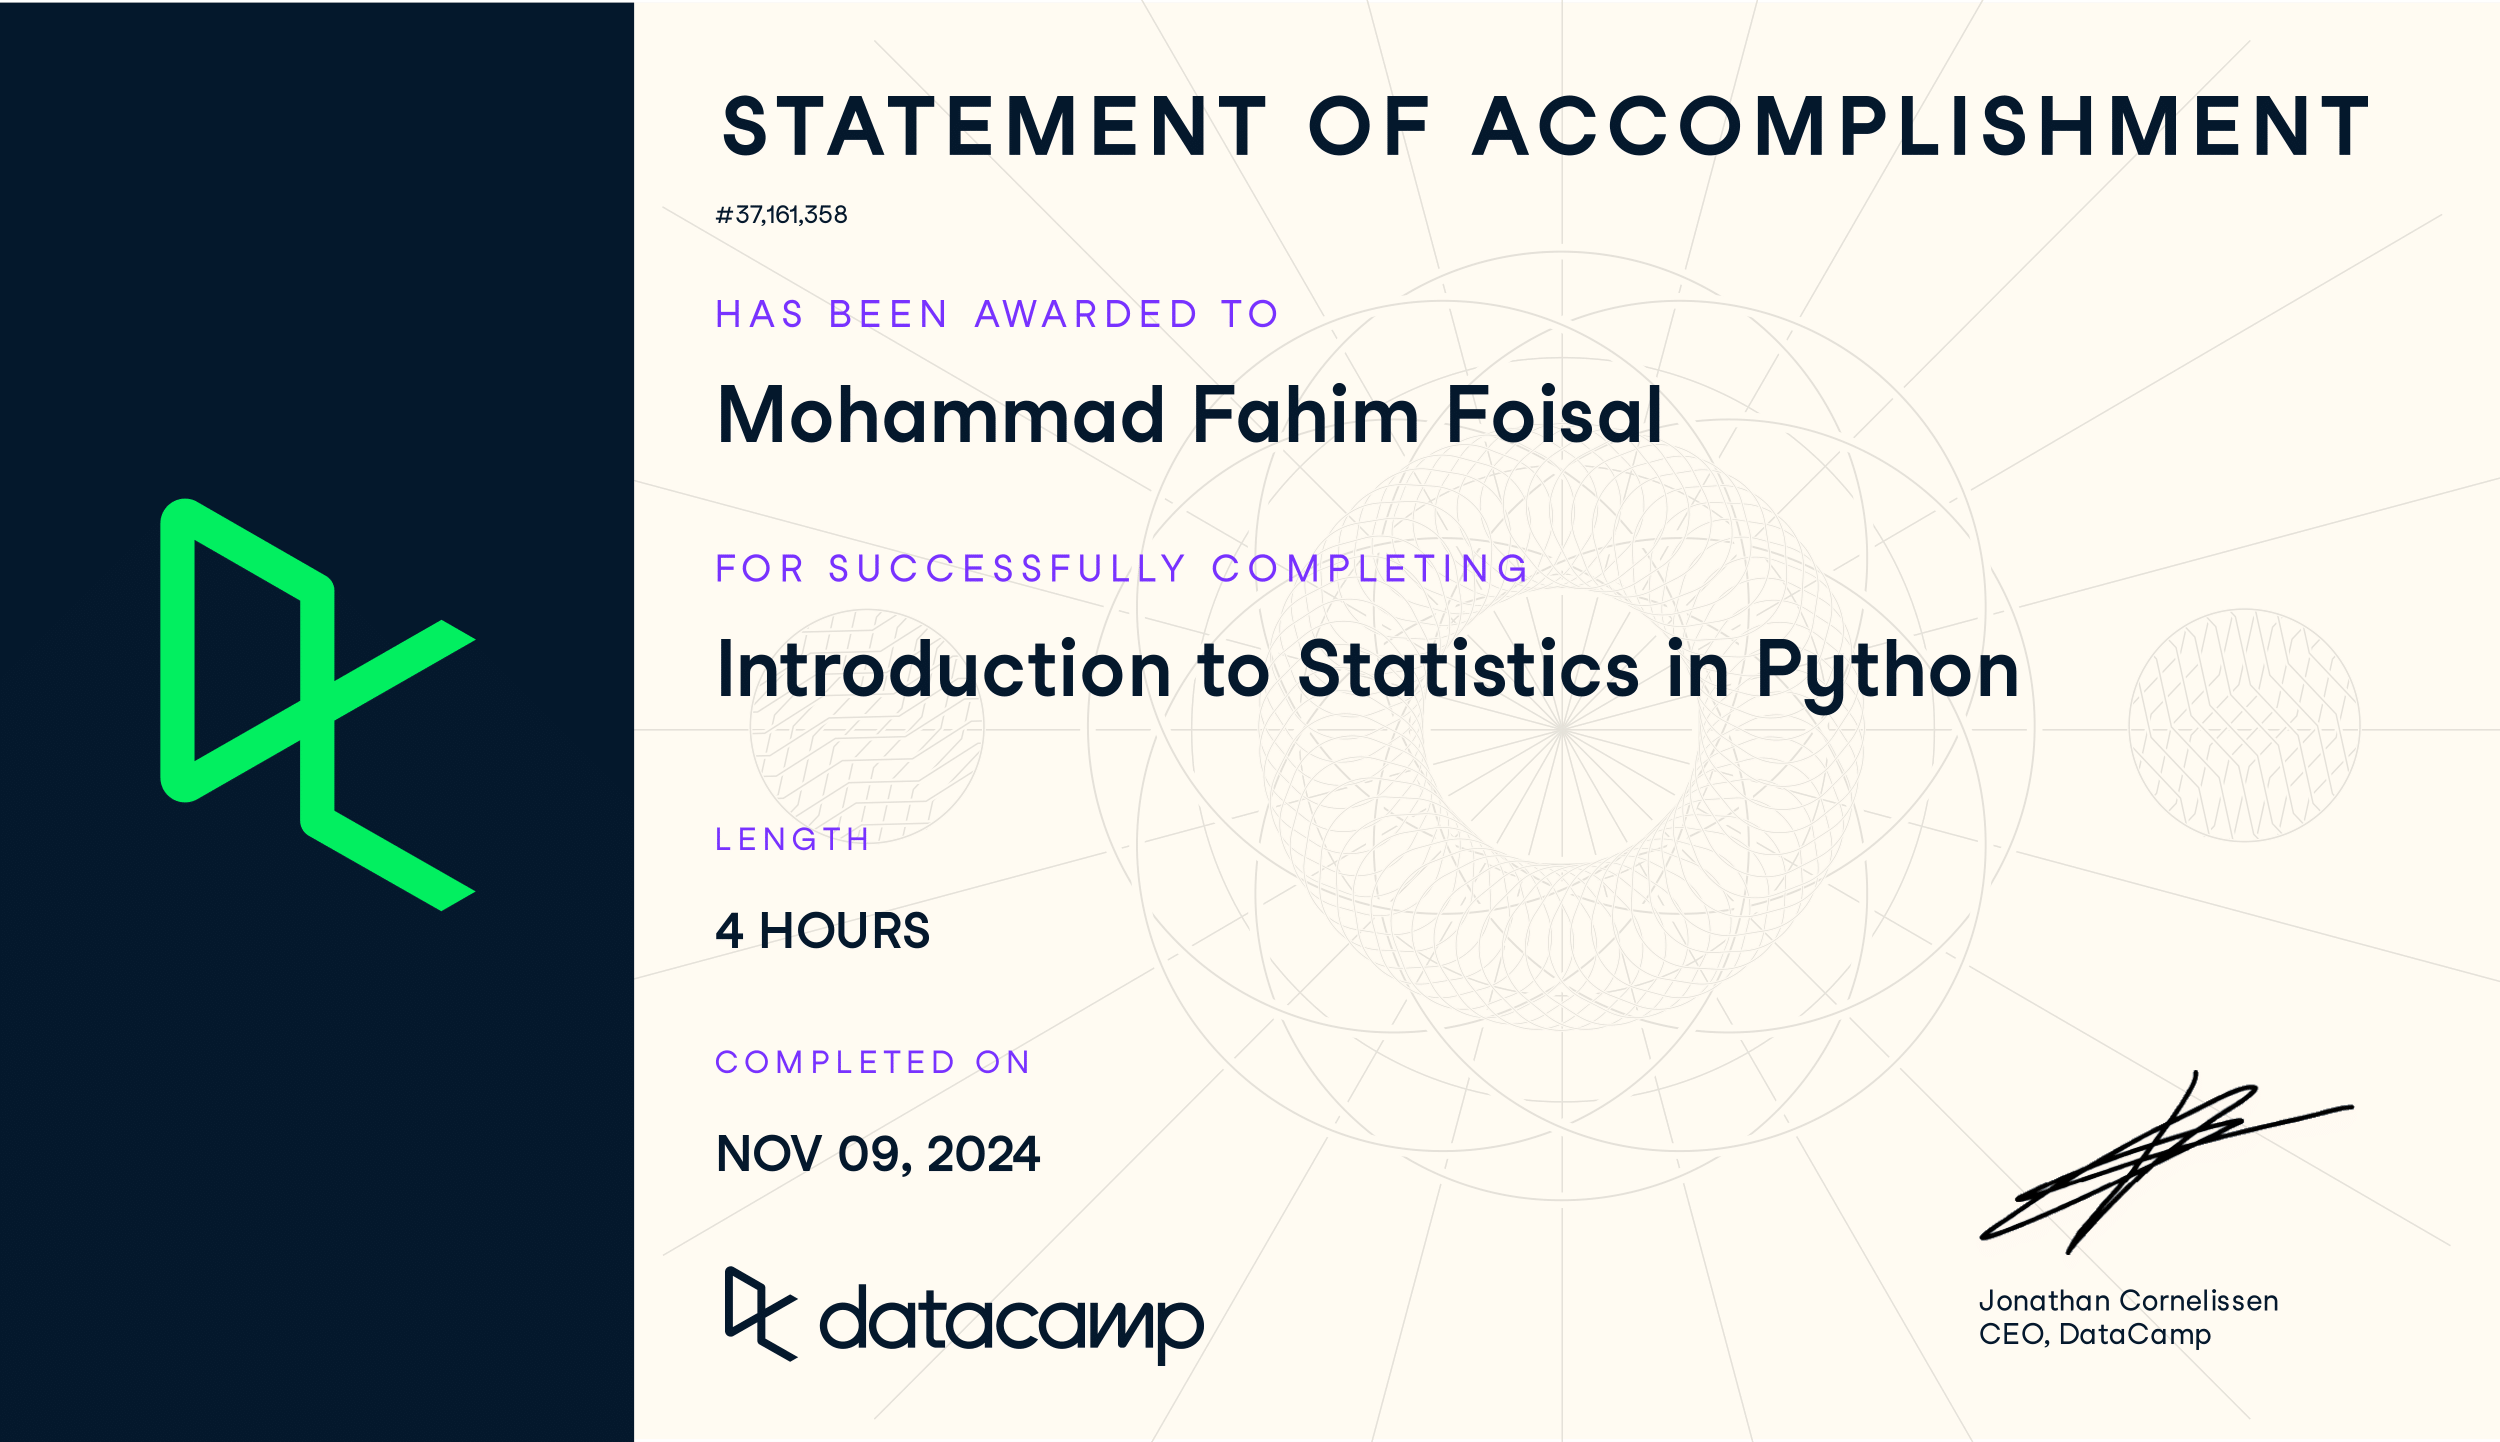 STATEMENT OF ACCOMPLISHMENT
#37,161,358
HAS BEEN AWARDED TO
Mohammad Fahim Foisal
FOR SUCCESSFULLY COMPLETING
Introduction to Statistics in Python
LENGTH
4 HOURS
COMPLETED ON
NOV 09, 2024
datacamp
Jonathan Cornelissen
CEO, DataCamp